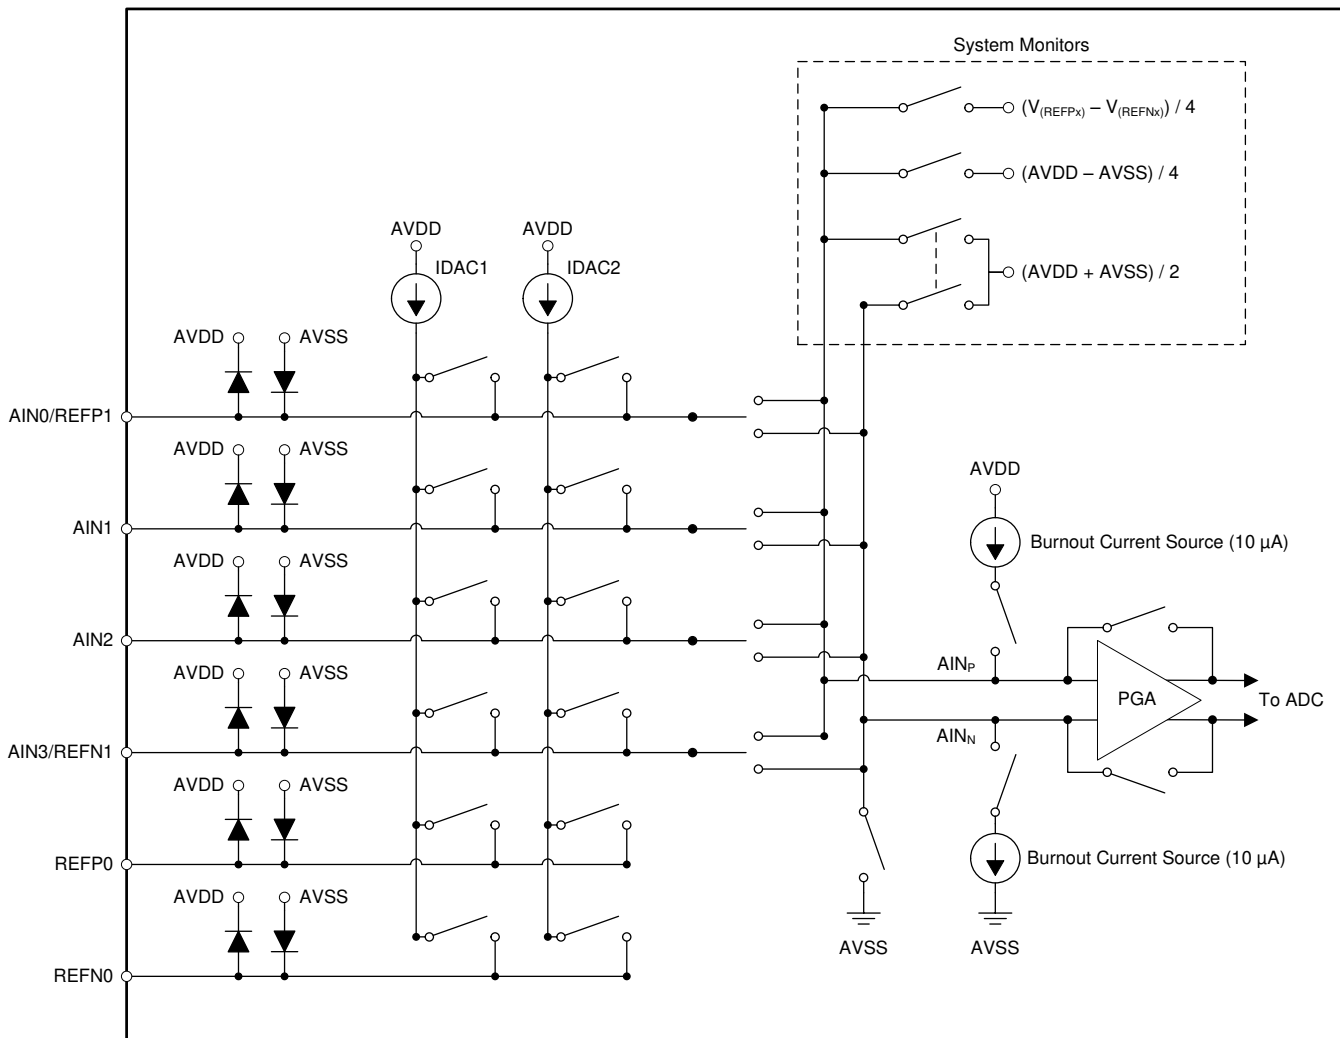 System Monitors
(V(REFPx) – V(REFNx)) / 4
(AVDD – AVSS) / 4
(AVDD + AVSS) / 2
AVDD
AVDD
IDAC1
IDAC2
AVDD
AVSS
AIN0/REFP1
AVDD
AVSS
AIN1
AVDD
AVSS
AIN2
AVDD
AVSS
AIN3/REFN1
AVDD
AVSS
REFP0
AVDD
AVSS
REFN0
AVDD
Burnout Current Source (10 µA)
AINP
PGA
To ADC
AINN
Burnout Current Source (10 µA)
AVSS
AVSS